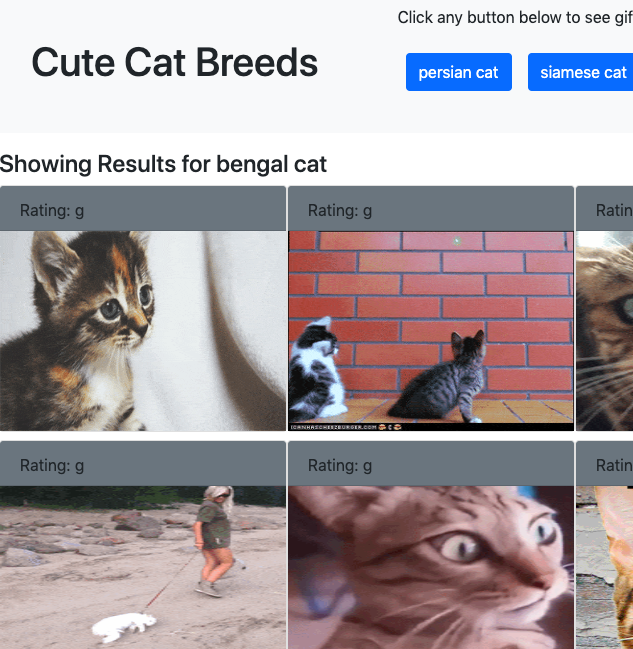 Click any button below to see gif
Cute Cat Breeds
persian cat
siamese cat
Showing Results for bengal cat
Rating: g
Rating: g
Ratin
ICANHASCHEEZBURGER.COM
Rating: g
Rating: g
Ratin